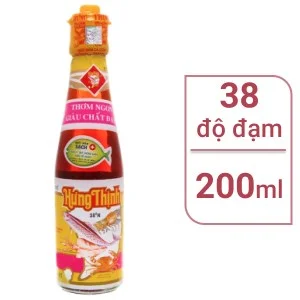 THƠM NGON
GIÀU CHẤT ĐẠM
Hưng Thịnh
38°N
38
độ đạm
200ml